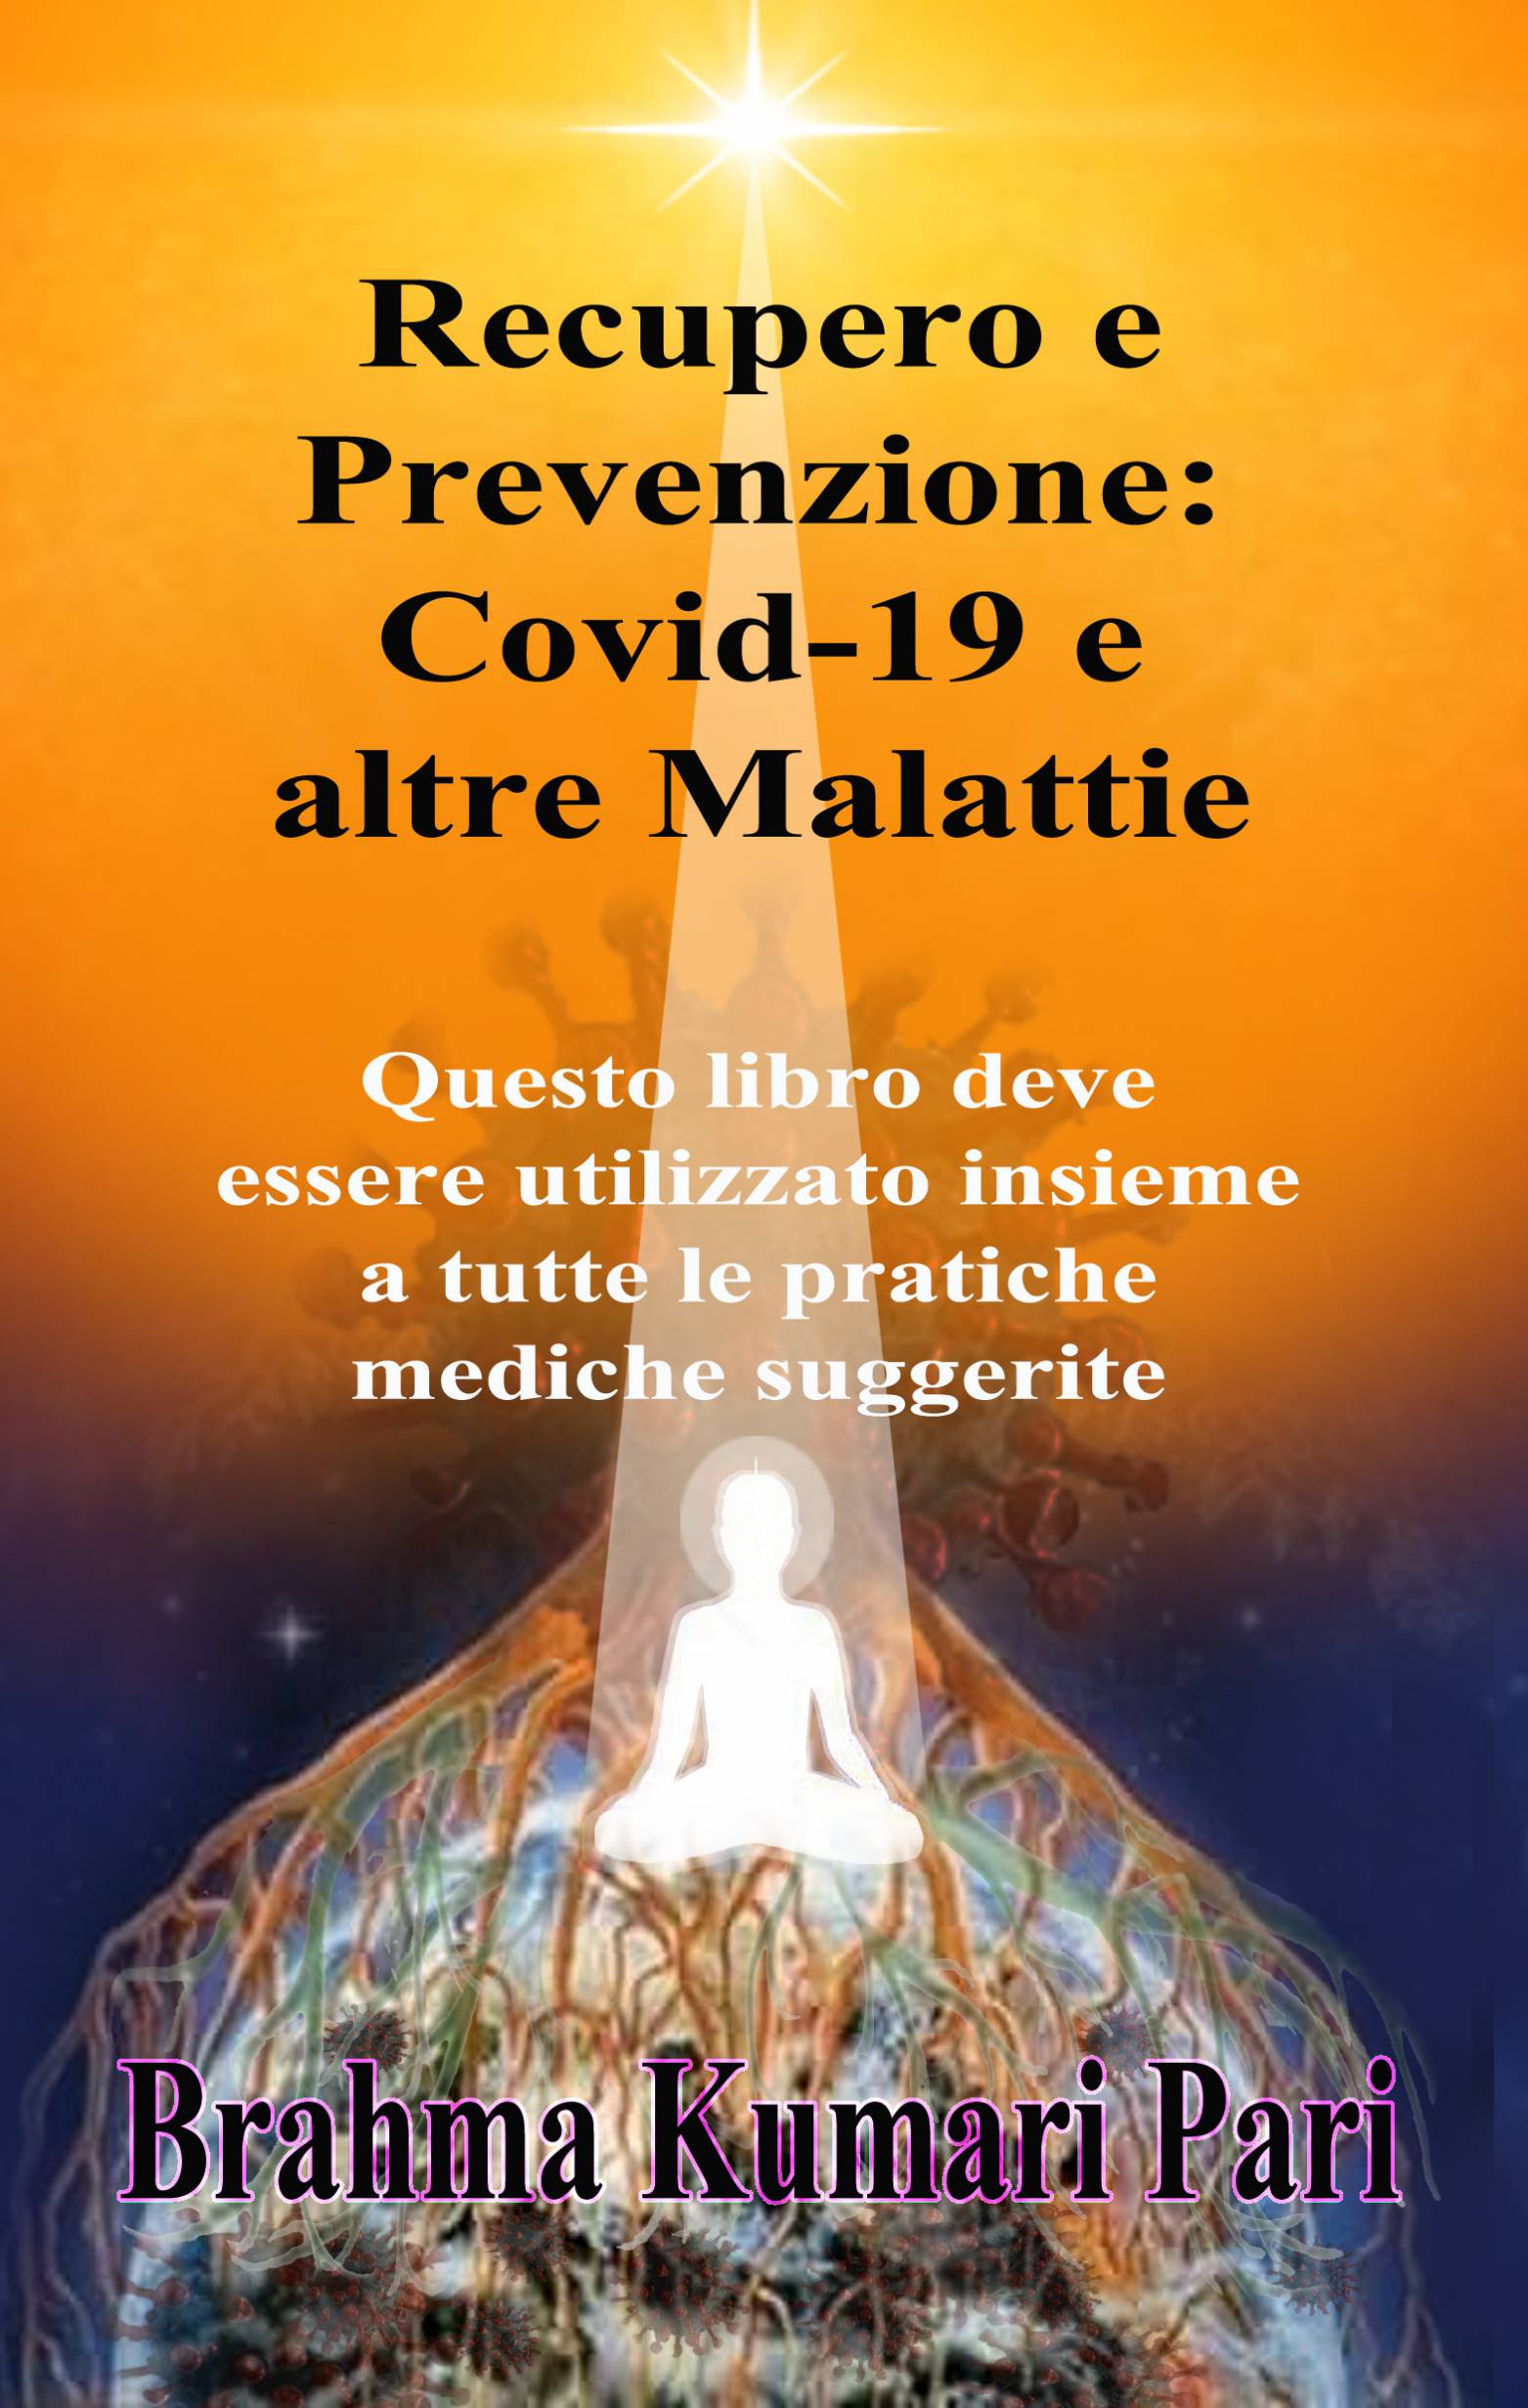 Recupero e
Prevenzione:
Covid-19 e
altre Malattie
Questo libro deve
essere utilizzato insieme
a tutte le pratiche
mediche suggerite
Brahma Kumari Pari